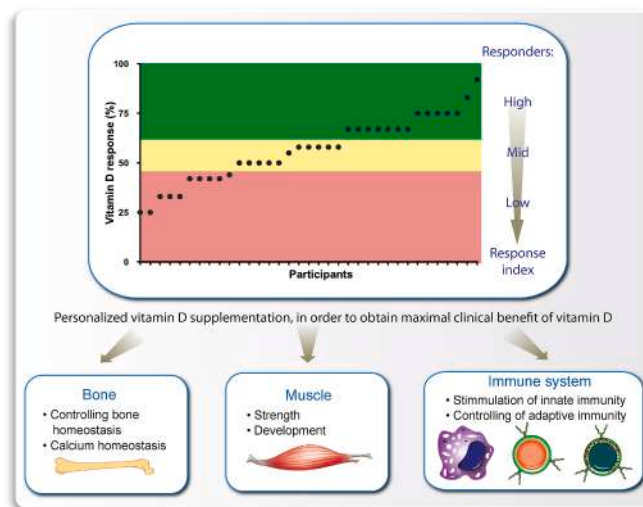 Responders:
100
75
50
25
0
Vitamin D response (%)
Participants
High
Mid
Low
Response
index
Personalized vitamin D supplementation, in order to obtain maximal clinical benefit of vitamin D
Bone
• Controlling bone
homeostasis
• Calcium homeostasis
Muscle
• Strength
• Development
Immune system
• Stimmulation of innate immunity
• Controlling of adaptive immunity